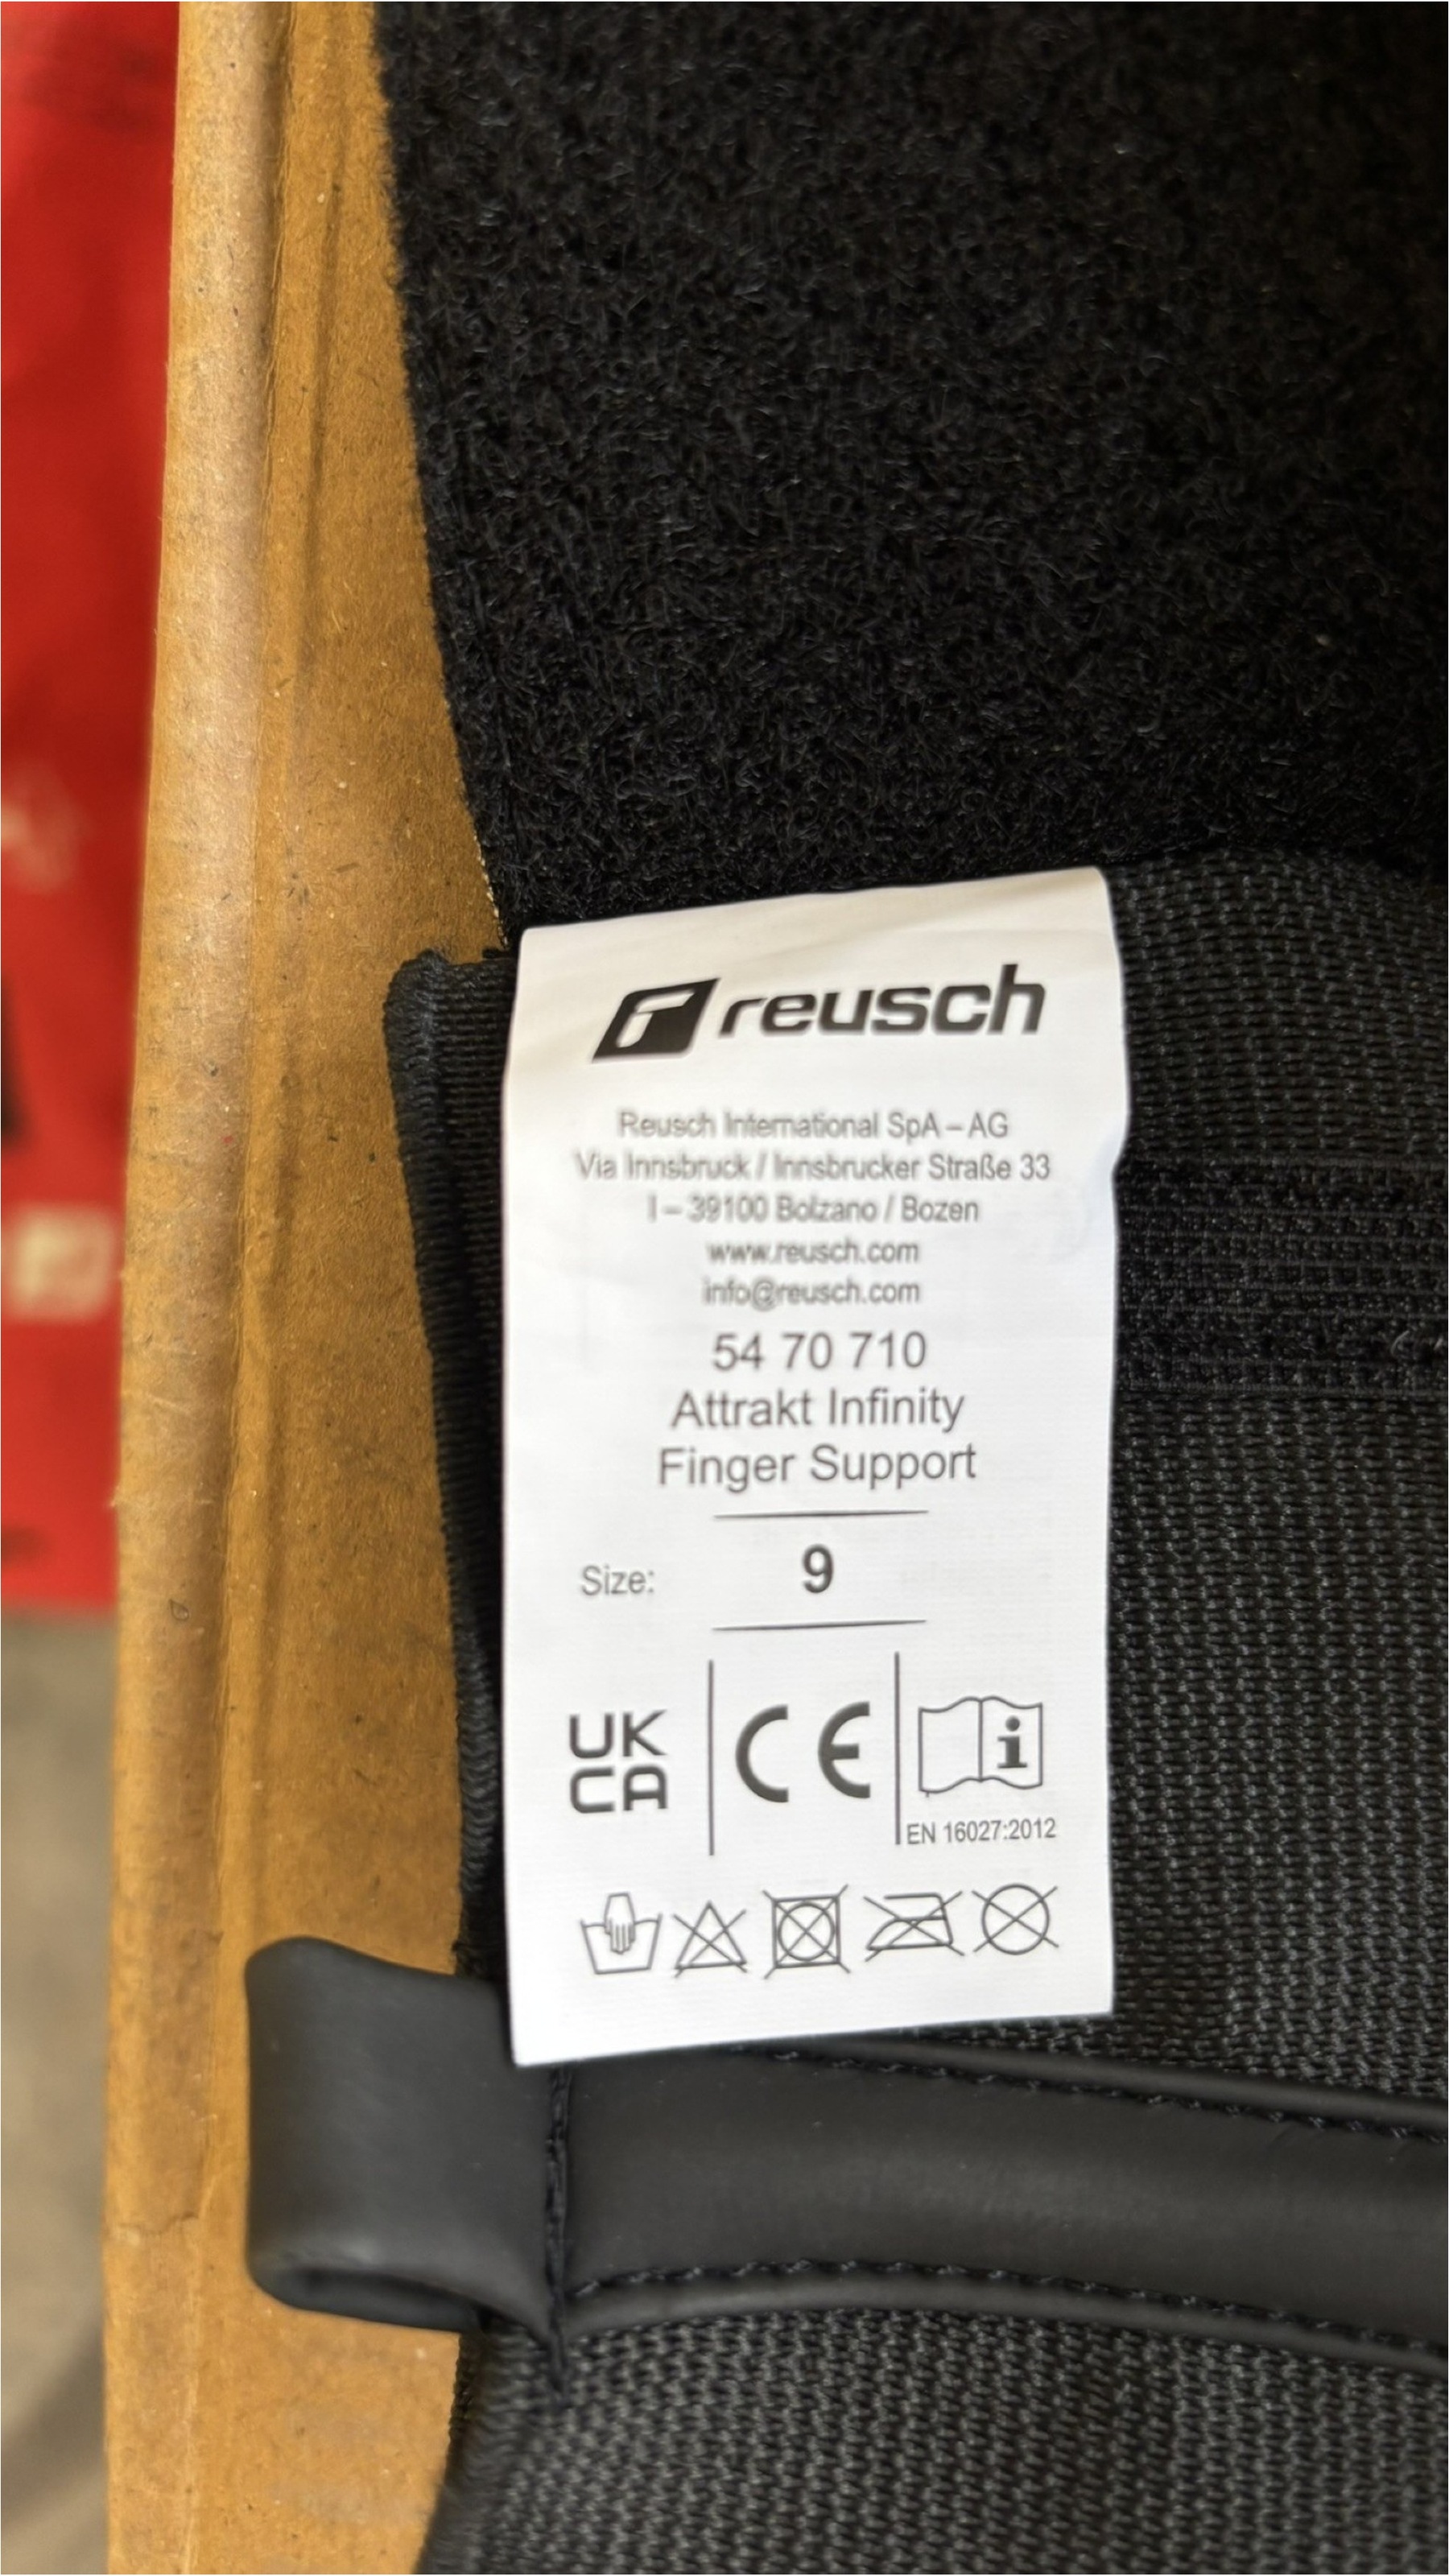 reusch
Reusch International SpA – AG
Via Innsbruck / Innsbrucker Straße 33
I – 39100 Bolzano / Bozen
www.reusch.com
info@reusch.com
54 70 710
Attrakt Infinity
Finger Support
Size: 9
UK
CA
CE
i
EN 16027:2012